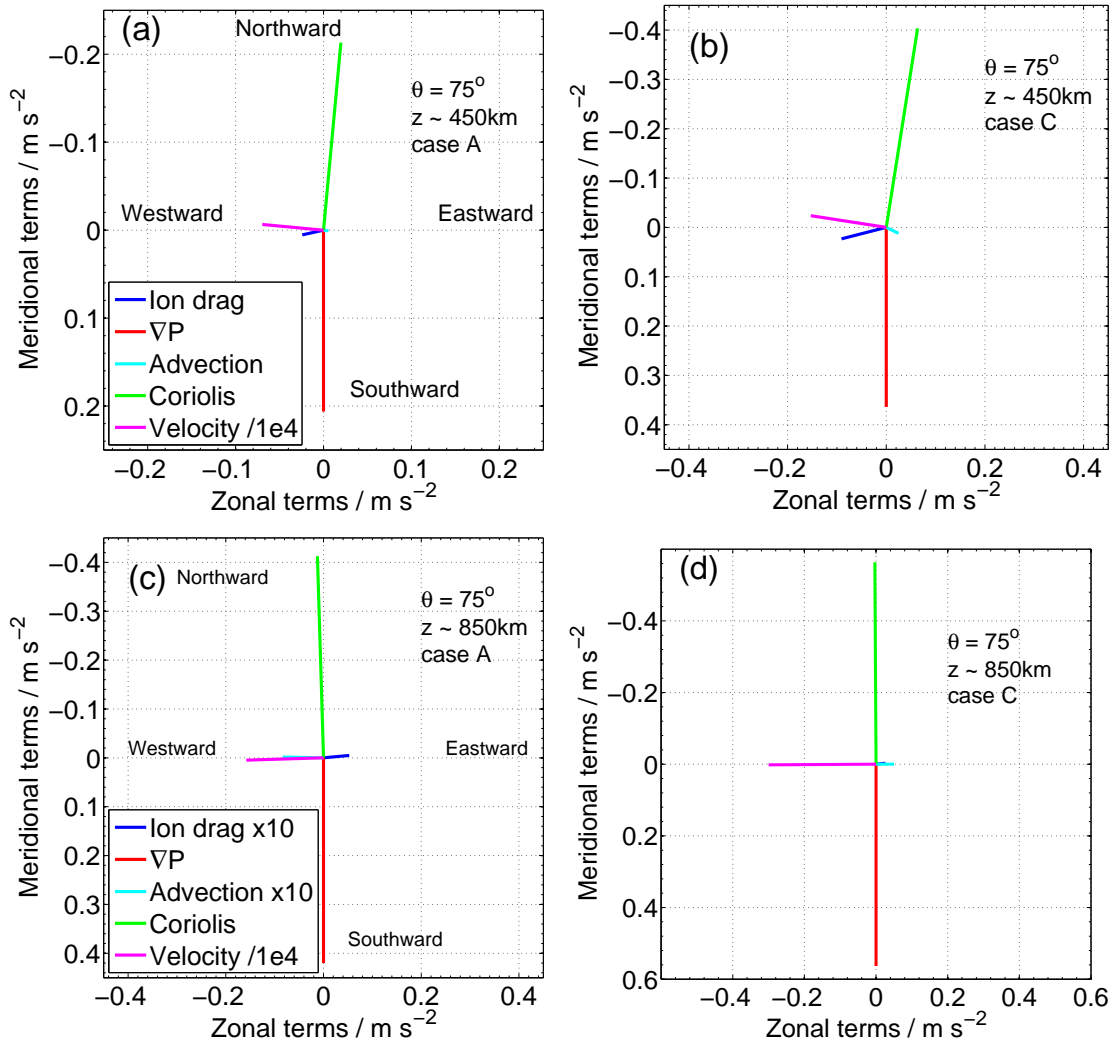 (a)
Northward
θ = 75°
z ~ 450km
case A
Westward
Eastward
Southward
Ion drag
∇P
Advection
Coriolis
Velocity /1e4
−0.2
−0.1
0
0.1
0.2
Meridional terms / m s⁻²
−0.2 −0.1 0 0.1 0.2
Zonal terms / m s⁻²
(b)
θ = 75°
z ~ 450km
case C
−0.4
−0.3
−0.2
−0.1
0
0.1
0.2
0.3
0.4
Meridional terms / m s⁻²
−0.4 −0.2 0 0.2 0.4
Zonal terms / m s⁻²
(c)
Northward
θ = 75°
z ~ 850km
case A
Westward
Eastward
Southward
Ion drag x10
∇P
Advection x10
Coriolis
Velocity /1e4
−0.4
−0.3
−0.2
−0.1
0
0.1
0.2
0.3
0.4
Meridional terms / m s⁻²
−0.4 −0.2 0 0.2 0.4
Zonal terms / m s⁻²
(d)
θ = 75°
z ~ 850km
case C
−0.4
−0.2
0
0.2
0.4
0.6
Meridional terms / m s⁻²
−0.4 −0.2 0 0.2 0.4 0.6
Zonal terms / m s⁻²